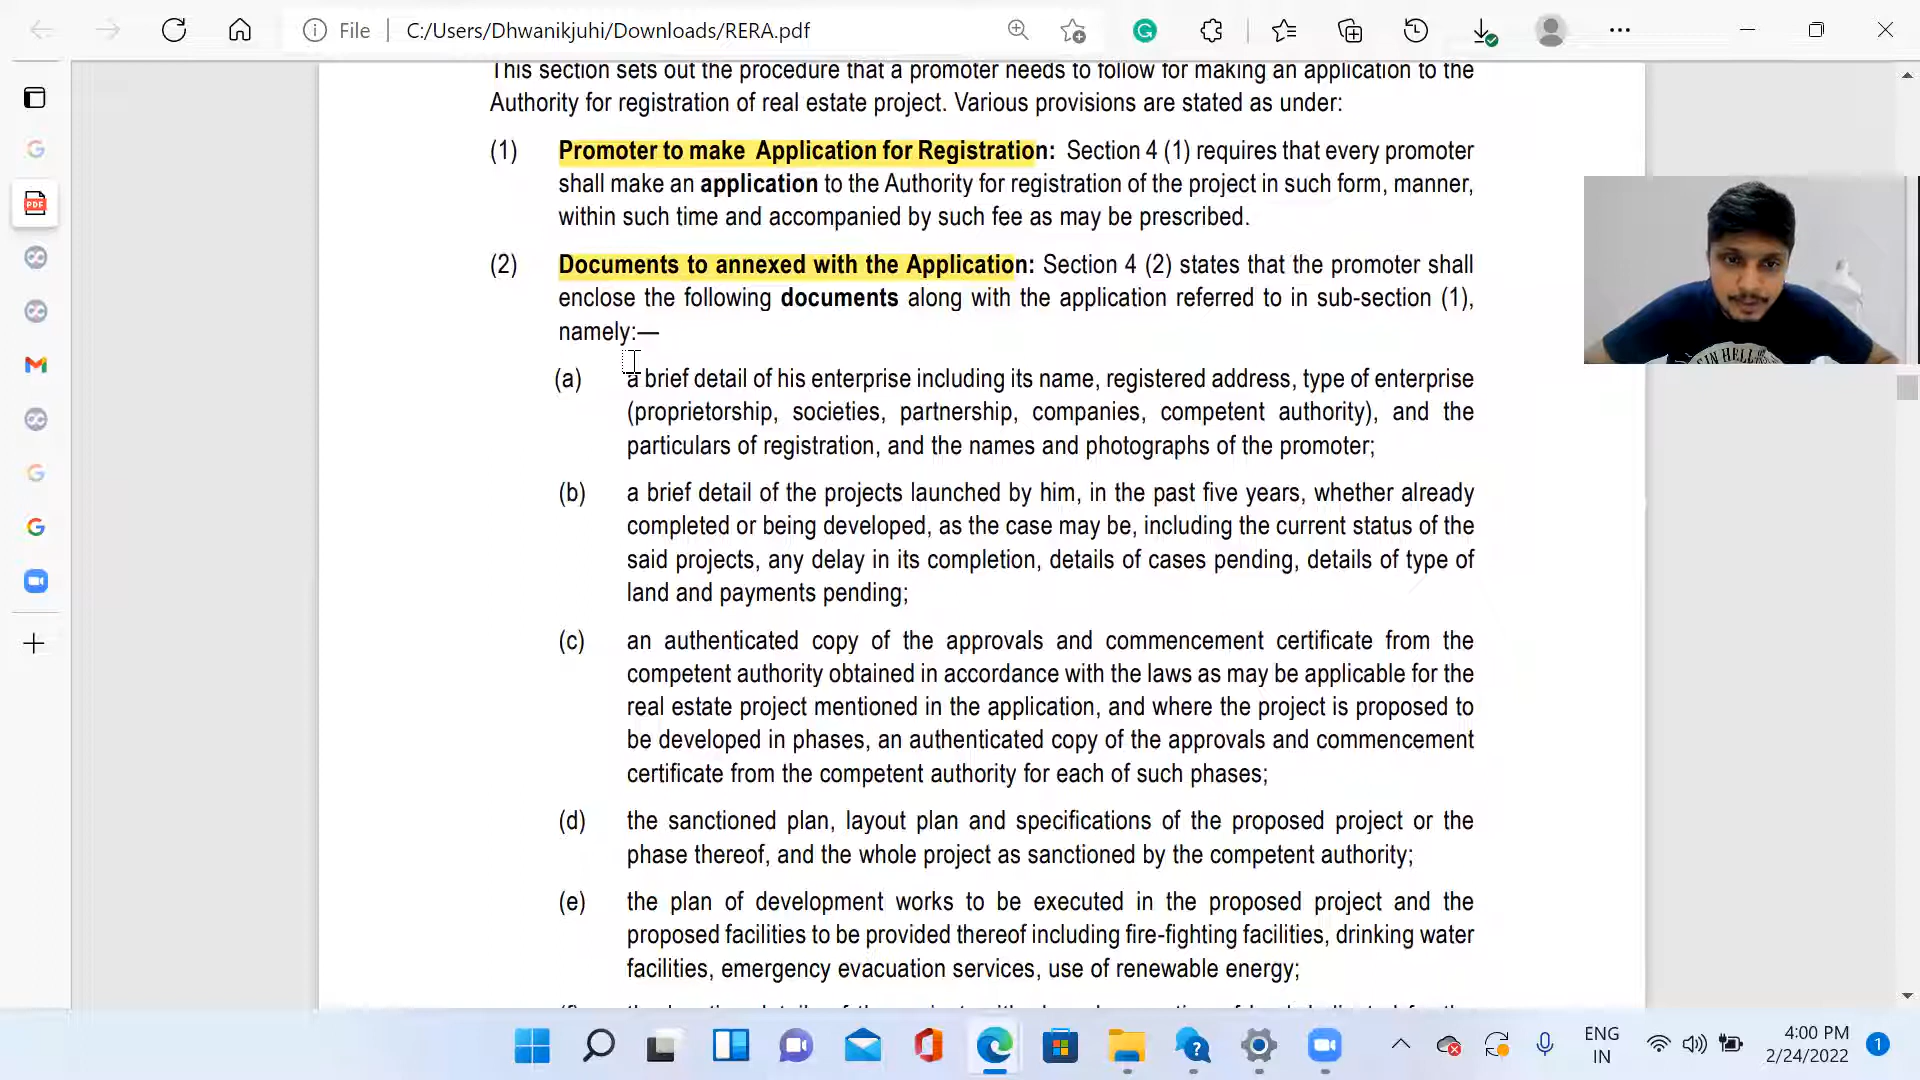 File
C:/Users/Dhwanikjuhi/Downloads/RERA.pdf
This section sets out the procedure that a promoter needs to follow for making an application to the
Authority for registration of real estate project. Various provisions are stated as under:
(1) Promoter to make Application for Registration: Section 4 (1) requires that every promoter
shall make an application to the Authority for registration of the project in such form, manner,
within such time and accompanied by such fee as may be prescribed.
(2) Documents to annexed with the Application: Section 4 (2) states that the promoter shall
enclose the following documents along with the application referred to in sub-section (1),
namely:—
(a) a brief detail of his enterprise including its name, registered address, type of enterprise
(proprietorship, societies, partnership, companies, competent authority), and the
particulars of registration, and the names and photographs of the promoter;
(b) a brief detail of the projects launched by him, in the past five years, whether already
completed or being developed, as the case may be, including the current status of the
said projects, any delay in its completion, details of cases pending, details of type of
land and payments pending;
(c) an authenticated copy of the approvals and commencement certificate from the
competent authority obtained in accordance with the laws as may be applicable for the
real estate project mentioned in the application, and where the project is proposed to
be developed in phases, an authenticated copy of the approvals and commencement
certificate from the competent authority for each of such phases;
(d) the sanctioned plan, layout plan and specifications of the proposed project or the
phase thereof, and the whole project as sanctioned by the competent authority;
(e) the plan of development works to be executed in the proposed project and the
proposed facilities to be provided thereof including fire-fighting facilities, drinking water
facilities, emergency evacuation services, use of renewable energy;
PDF
IN HELL
ENG
IN
4:00 PM
2/24/2022
1